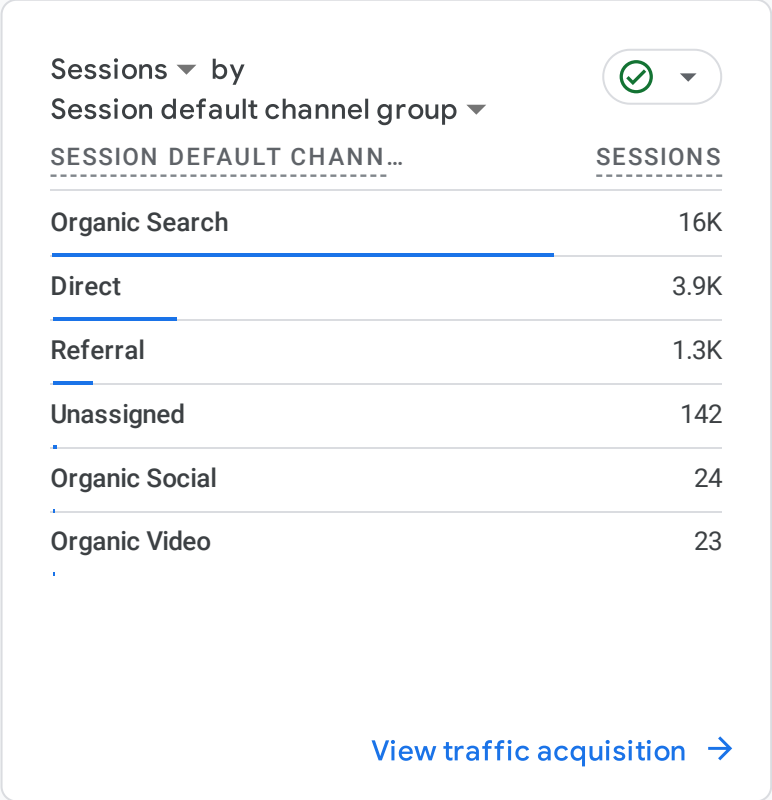 Sessions by
Session default channel group
SESSION DEFAULT CHANN… SESSIONS
Organic Search 16K
Direct 3.9K
Referral 1.3K
Unassigned 142
Organic Social 24
Organic Video 23
View traffic acquisition